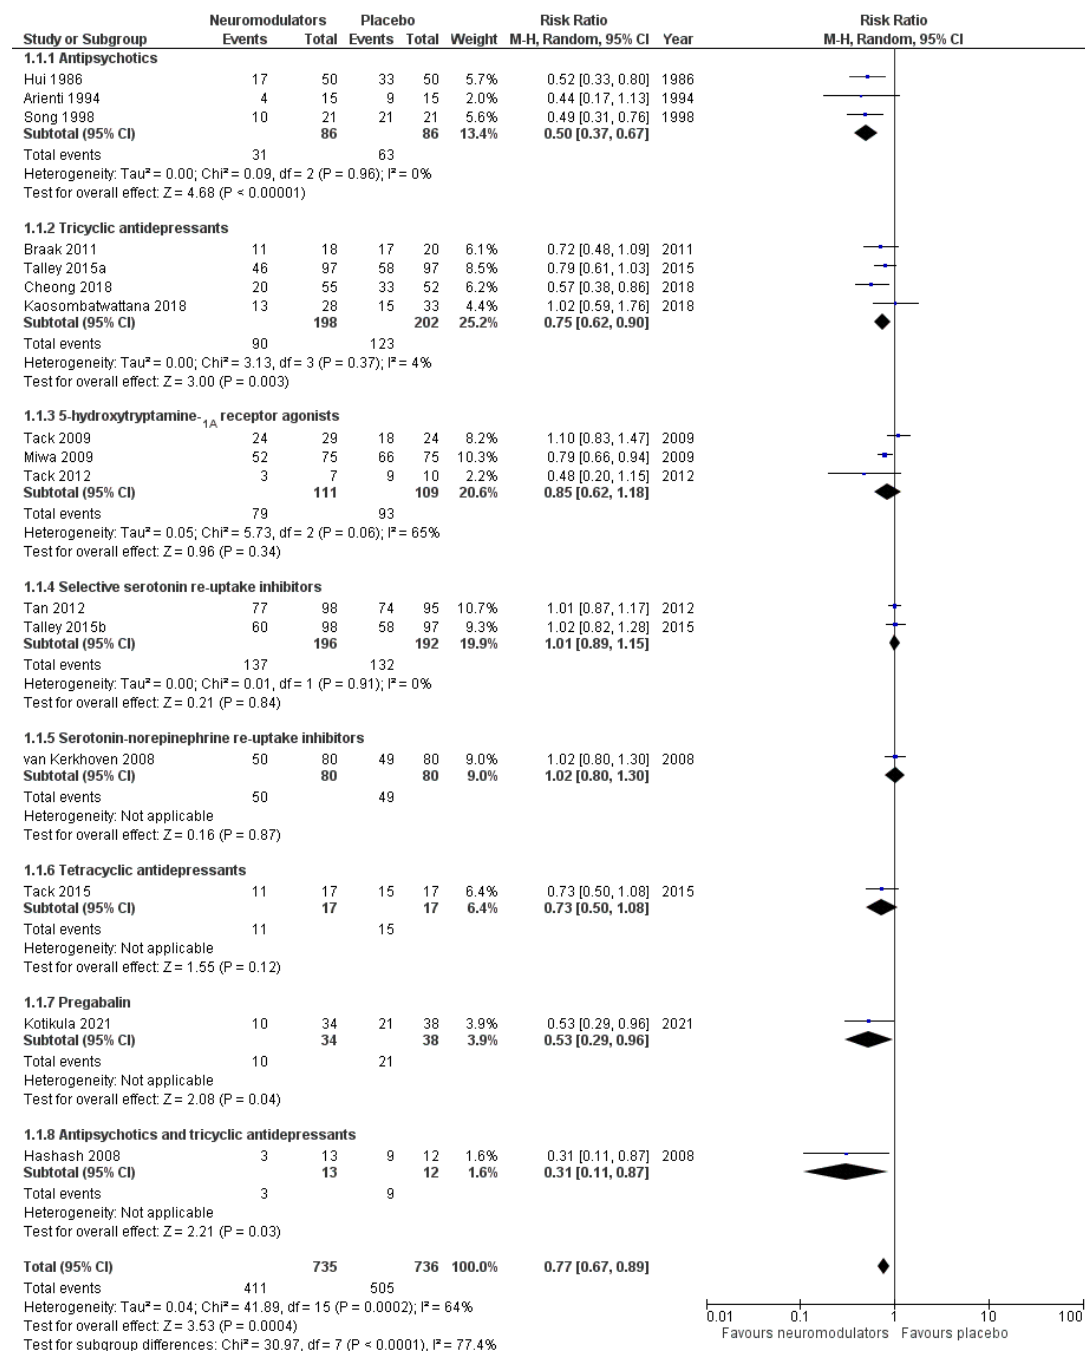 Neuromodulators Placebo Risk Ratio Risk Ratio
Study or Subgroup Events Total Events Total Weight M-H, Random, 95% CI Year M-H, Random, 95% CI
1.1.1 Antipsychotics
Hui 1986 17 50 33 50 5.7% 0.52 [0.33, 0.80] 1986
Arienti 1994 4 15 9 15 2.0% 0.44 [0.17, 1.13] 1994
Song 1998 10 21 21 21 5.6% 0.49 [0.31, 0.76] 1998
Subtotal (95% CI) 86 86 13.4% 0.50 [0.37, 0.67]
Total events 31 63
Heterogeneity: Tau² = 0.00; Chi² = 0.09, df = 2 (P = 0.96); I² = 0%
Test for overall effect: Z = 4.68 (P < 0.00001)
1.1.2 Tricyclic antidepressants
Braak 2011 11 18 17 20 6.1% 0.72 [0.48, 1.09] 2011
Talley 2015a 46 97 58 97 8.5% 0.79 [0.61, 1.03] 2015
Cheong 2018 20 55 33 52 6.2% 0.57 [0.38, 0.86] 2018
Kaosombatwattana 2018 13 28 15 33 4.4% 1.02 [0.59, 1.76] 2018
Subtotal (95% CI) 198 202 25.2% 0.75 [0.62, 0.90]
Total events 90 123
Heterogeneity: Tau² = 0.00; Chi² = 3.13, df = 3 (P = 0.37); I² = 4%
Test for overall effect: Z = 3.00 (P = 0.003)
1.1.3 5-hydroxytryptamine-1A receptor agonists
Tack 2009 24 29 18 24 8.2% 1.10 [0.83, 1.47] 2009
Miwa 2009 52 75 66 75 10.3% 0.79 [0.66, 0.94] 2009
Tack 2012 3 7 9 10 2.2% 0.48 [0.20, 1.15] 2012
Subtotal (95% CI) 111 109 20.6% 0.85 [0.62, 1.18]
Total events 79 93
Heterogeneity: Tau² = 0.05; Chi² = 5.73, df = 2 (P = 0.06); I² = 65%
Test for overall effect: Z = 0.96 (P = 0.34)
1.1.4 Selective serotonin re-uptake inhibitors
Tan 2012 77 98 74 95 10.7% 1.01 [0.87, 1.17] 2012
Talley 2015b 60 98 58 97 9.3% 1.02 [0.82, 1.28] 2015
Subtotal (95% CI) 196 192 19.9% 1.01 [0.89, 1.15]
Total events 137 132
Heterogeneity: Tau² = 0.00; Chi² = 0.01, df = 1 (P = 0.91); I² = 0%
Test for overall effect: Z = 0.21 (P = 0.84)
1.1.5 Serotonin-norepinephrine re-uptake inhibitors
van Kerkhoven 2008 50 80 49 80 9.0% 1.02 [0.80, 1.30] 2008
Subtotal (95% CI) 80 80 9.0% 1.02 [0.80, 1.30]
Total events 50 49
Heterogeneity: Not applicable
Test for overall effect: Z = 0.16 (P = 0.87)
1.1.6 Tetracyclic antidepressants
Tack 2015 11 17 15 17 6.4% 0.73 [0.50, 1.08] 2015
Subtotal (95% CI) 17 17 6.4% 0.73 [0.50, 1.08]
Total events 11 15
Heterogeneity: Not applicable
Test for overall effect: Z = 1.55 (P = 0.12)
1.1.7 Pregabalin
Kotikula 2021 10 34 21 38 3.9% 0.53 [0.29, 0.96] 2021
Subtotal (95% CI) 34 38 3.9% 0.53 [0.29, 0.96]
Total events 10 21
Heterogeneity: Not applicable
Test for overall effect: Z = 2.08 (P = 0.04)
1.1.8 Antipsychotics and tricyclic antidepressants
Hashash 2008 3 13 9 12 1.6% 0.31 [0.11, 0.87] 2008
Subtotal (95% CI) 13 12 1.6% 0.31 [0.11, 0.87]
Total events 3 9
Heterogeneity: Not applicable
Test for overall effect: Z = 2.21 (P = 0.03)
Total (95% CI) 735 736 100.0% 0.77 [0.67, 0.89]
Total events 411 505
Heterogeneity: Tau² = 0.04; Chi² = 41.89, df = 15 (P = 0.0002); I² = 64%
Test for overall effect: Z = 3.53 (P = 0.0004)
Test for subgroup differences: Chi² = 30.97, df = 7 (P < 0.0001), I² = 77.4%
0.01 0.1 1 10 100
Favours neuromodulators Favours placebo